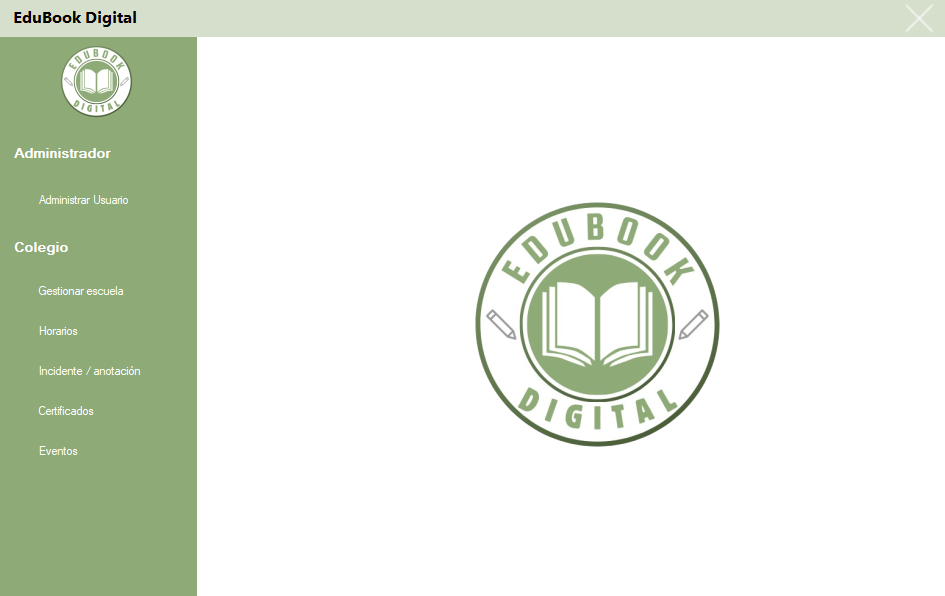 EduBook Digital
EDUBOOK
DIGITAL
Administrador
Administrar Usuario
Colegio
Gestionar escuela
Horarios
Incidente / anotación
Certificados
Eventos
EDUBOOK
DIGITAL